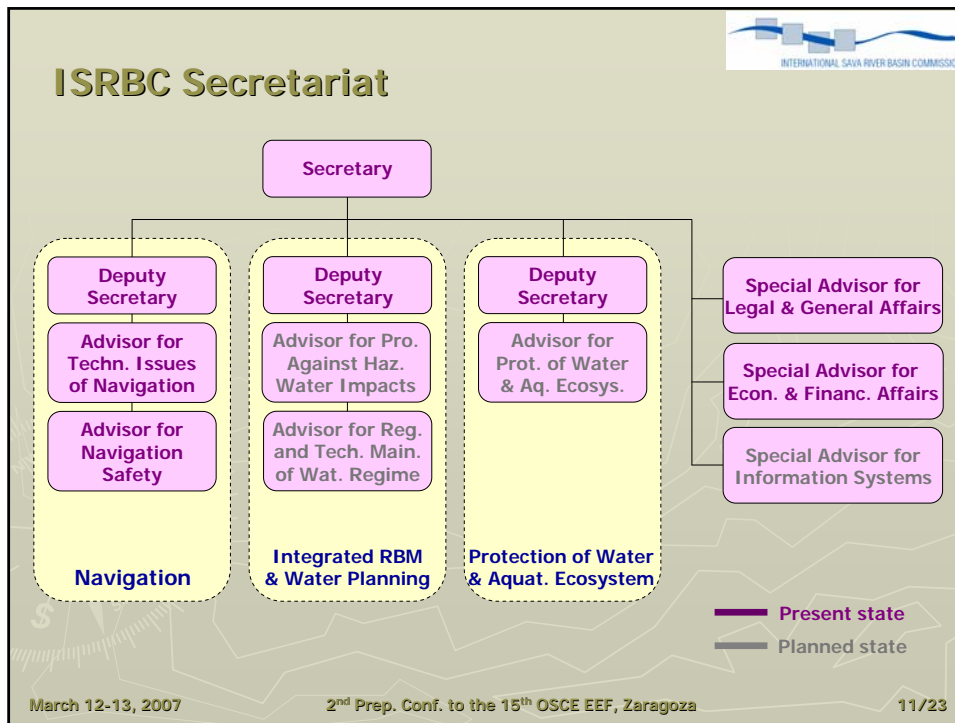 INTERNATIONAL SAVA RIVER BASIN COMMISSI
ISRBC Secretariat
Secretary
Deputy
Secretary
Advisor for
Techn. Issues
of Navigation
Advisor for
Navigation
Safety
Navigation
Deputy
Secretary
Advisor for Pro.
Against Haz.
Water Impacts
Advisor for Reg.
and Tech. Main.
of Wat. Regime
Integrated RBM
& Water Planning
Deputy
Secretary
Advisor for
Prot. of Water
& Aq. Ecosys.
Protection of Water
& Aquat. Ecosystem
Special Advisor for
Legal & General Affairs
Special Advisor for
Econ. & Financ. Affairs
Special Advisor for
Information Systems
Present state
Planned state
March 12-13, 2007
2nd Prep. Conf. to the 15th OSCE EEF, Zaragoza
11/23